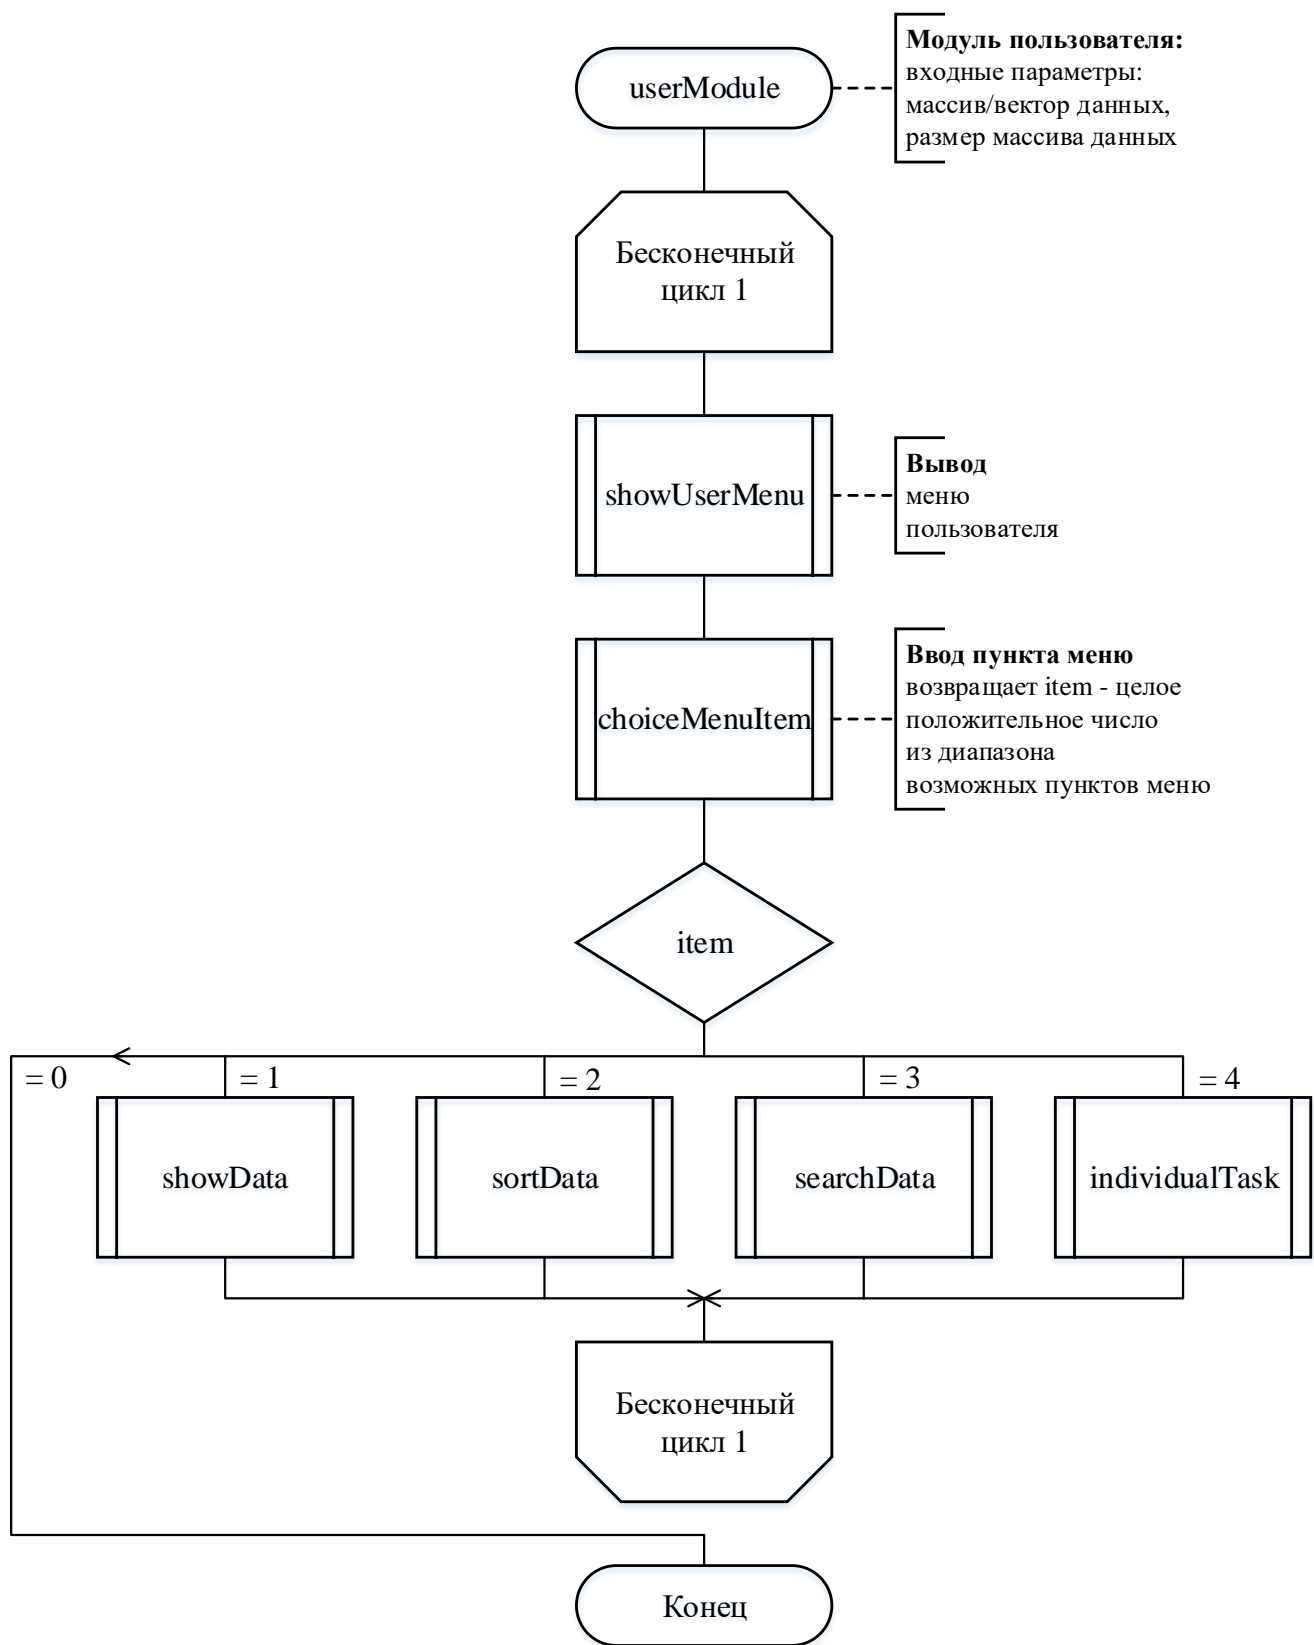 userModule
Модуль пользователя:
входные параметры:
массив/вектор данных,
размер массива данных
Бесконечный
цикл 1
showUserMenu
Вывод
меню
пользователя
choiceMenuItem
Ввод пункта меню
возвращает item - целое
положительное число
из диапазона
возможных пунктов меню
item
= 0
= 1
= 2
= 3
= 4
showData
sortData
searchData
individualTask
Бесконечный
цикл 1
Конец